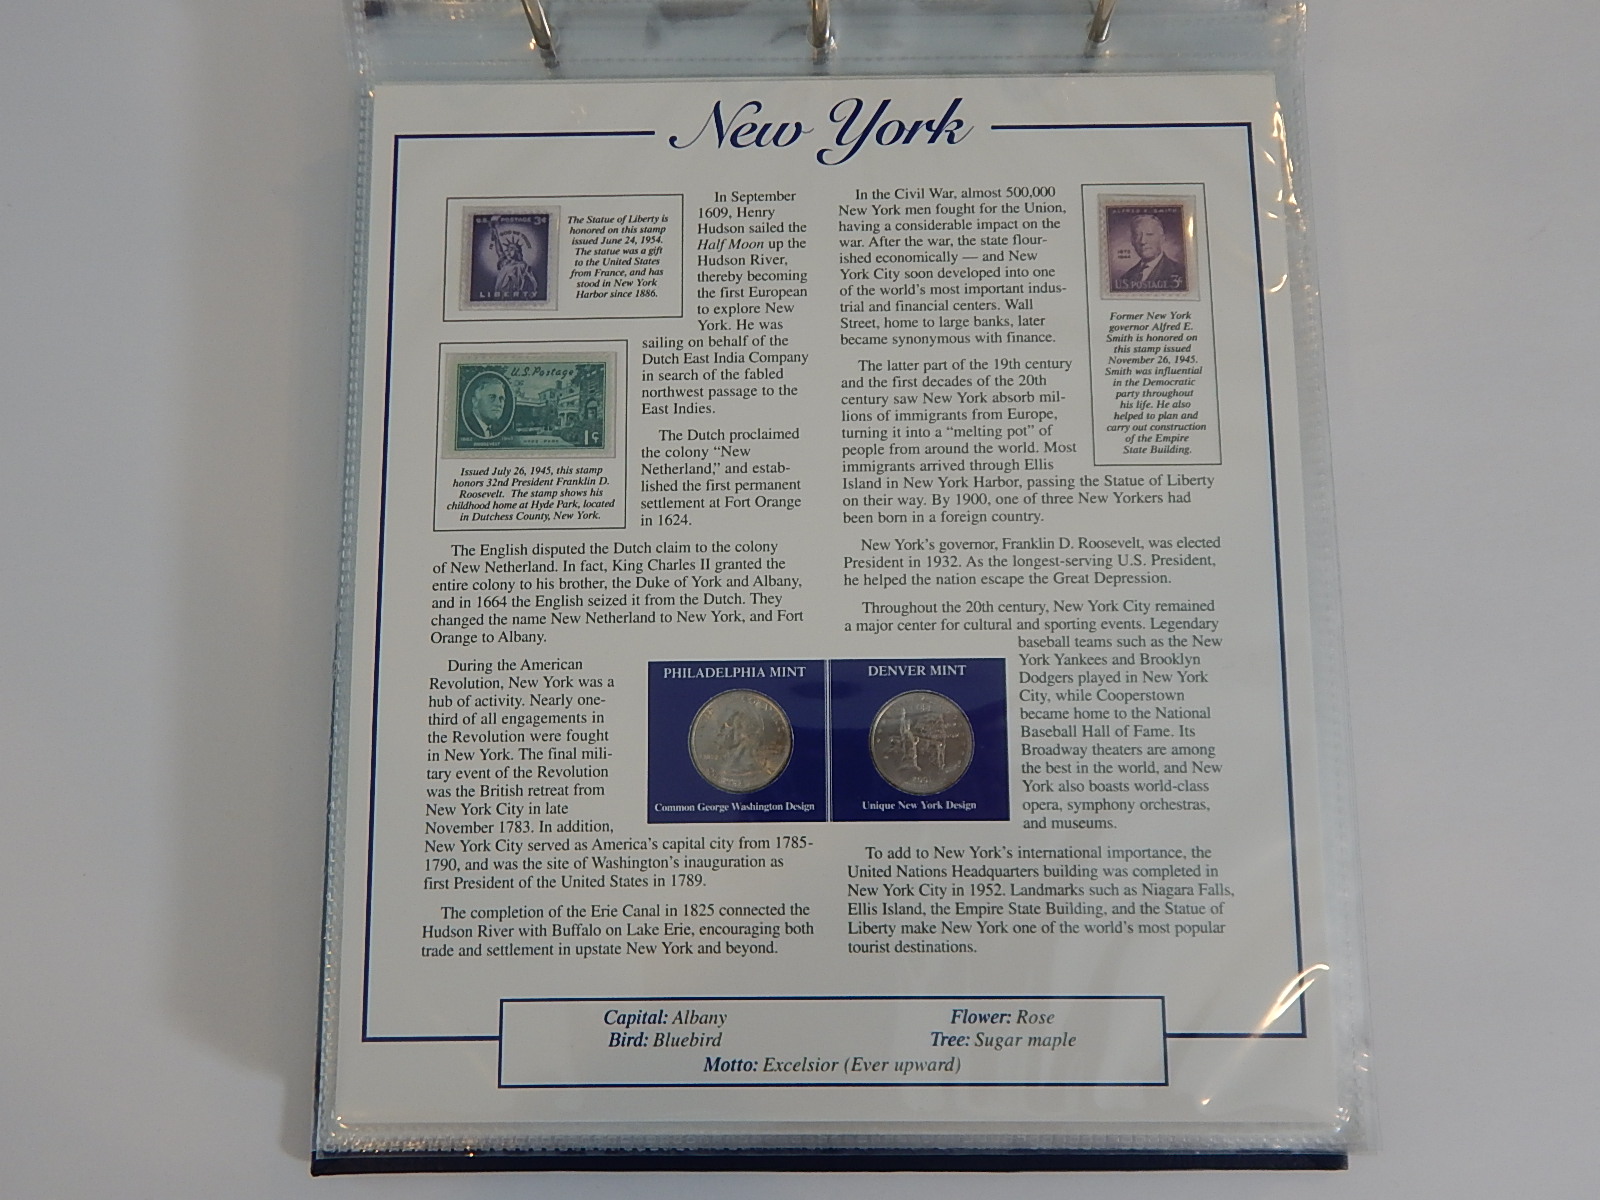 New York
U.S. POSTAGE 3¢
LIBERTY
The Statue of Liberty is
honored on this stamp
issued June 24, 1954.
The statue was a gift
to the United States
from France, and has
stood in New York
Harbor since 1886.
U.S. Postage
ROOSEVELT
HYDE PARK
1¢
Issued July 26, 1945, this stamp
honors 32nd President Franklin D.
Roosevelt. The stamp shows his
childhood home at Hyde Park, located
in Dutchess County, New York.
In September
1609, Henry
Hudson sailed the
Half Moon up the
Hudson River,
thereby becoming
the first European
to explore New
York. He was
sailing on behalf of the
Dutch East India Company
in search of the fabled
northwest passage to the
East Indies.
The Dutch proclaimed
the colony “New
Netherland,” and estab-
lished the first permanent
settlement at Fort Orange
in 1624.
The English disputed the Dutch claim to the colony
of New Netherland. In fact, King Charles II granted the
entire colony to his brother, the Duke of York and Albany,
and in 1664 the English seized it from the Dutch. They
changed the name New Netherland to New York, and Fort
Orange to Albany.
During the American
Revolution, New York was a
hub of activity. Nearly one-
third of all engagements in
the Revolution were fought
in New York. The final mili-
tary event of the Revolution
was the British retreat from
New York City in late
November 1783. In addition,
New York City served as America’s capital city from 1785-
1790, and was the site of Washington’s inauguration as
first President of the United States in 1789.
The completion of the Erie Canal in 1825 connected the
Hudson River with Buffalo on Lake Erie, encouraging both
trade and settlement in upstate New York and beyond.
PHILADELPHIA MINT
Common George Washington Design
DENVER MINT
Unique New York Design
In the Civil War, almost 500,000
New York men fought for the Union,
having a considerable impact on the
war. After the war, the state flour-
ished economically — and New
York City soon developed into one
of the world’s most important indus-
trial and financial centers. Wall
Street, home to large banks, later
became synonymous with finance.
The latter part of the 19th century
and the first decades of the 20th
century saw New York absorb mil-
lions of immigrants from Europe,
turning it into a “melting pot” of
people from around the world. Most
immigrants arrived through Ellis
Island in New York Harbor, passing the Statue of Liberty
on their way. By 1900, one of three New Yorkers had
been born in a foreign country.
New York’s governor, Franklin D. Roosevelt, was elected
President in 1932. As the longest-serving U.S. President,
he helped the nation escape the Great Depression.
Throughout the 20th century, New York City remained
a major center for cultural and sporting events. Legendary
baseball teams such as the New
York Yankees and Brooklyn
Dodgers played in New York
City, while Cooperstown
became home to the National
Baseball Hall of Fame. Its
Broadway theaters are among
the best in the world, and New
York also boasts world-class
opera, symphony orchestras,
and museums.
To add to New York’s international importance, the
United Nations Headquarters building was completed in
New York City in 1952. Landmarks such as Niagara Falls,
Ellis Island, the Empire State Building, and the Statue of
Liberty make New York one of the world’s most popular
tourist destinations.
ALFRED E. SMITH
1873
1944
U.S. POSTAGE 3¢
Former New York
governor Alfred E.
Smith is honored on
this stamp issued
November 26, 1945.
Smith was influential
in the Democratic
party throughout
his life. He also
helped to plan and
carry out construction
of the Empire
State Building.
Capital: Albany
Flower: Rose
Bird: Bluebird
Tree: Sugar maple
Motto: Excelsior (Ever upward)